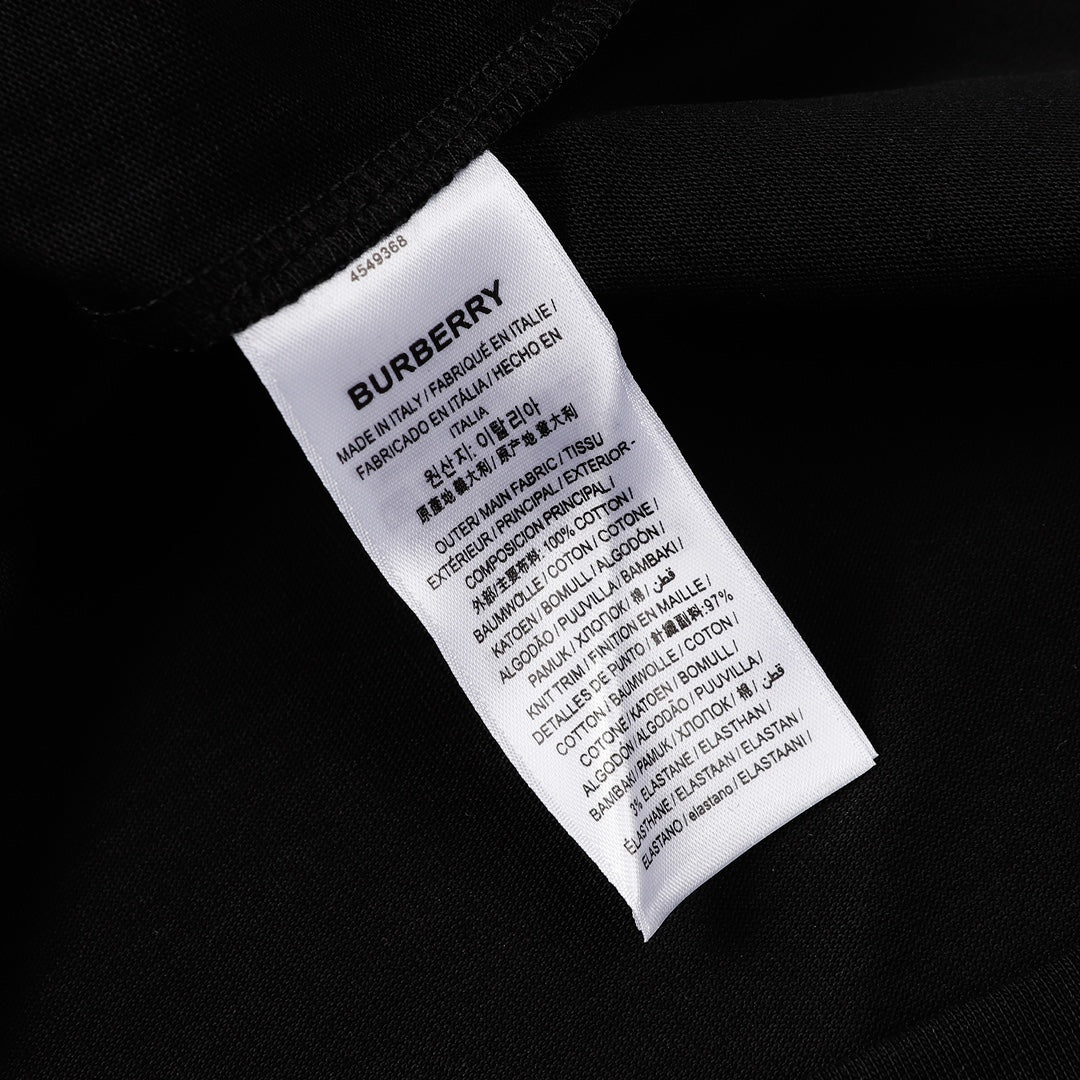 4549368
BURBERRY
MADE IN ITALY / FABRIQUÉ EN ITALIE /
FABRICADO EN ITÁLIA / HECHO EN
ITALIA
원산지: 이탈리아
原產地 義大利 / 原产地 意大利
OUTER/ MAIN FABRIC / TISSU
EXTÉRIEUR / PRINCIPAL / EXTERIOR -
COMPOSICION PRINCIPAL /
外部/主要布料: 100% COTTON /
BAUMWOLLE / COTON / COTONE /
KATOEN / BOMULL / ALGODÓN /
ALGODÃO / PUUVILLA / BAMBAKI /
PAMUK / ХЛОПОК / 棉 / قطن
KNIT TRIM / FINITION EN MAILLE /
DETALLES DE PUNTO / 針織副料: 97%
COTTON / BAUMWOLLE / COTON /
COTONE / KATOEN / BOMULL /
ALGODÓN / ALGODÃO / PUUVILLA /
BAMBAKI / PAMUK / ХЛОПОК / 棉 / قطن
3% ELASTANE / ELASTHAN /
ÉLASTHANE / ELASTAAN / ELASTAN /
ELASTANO / elastano / ELASTAANI /